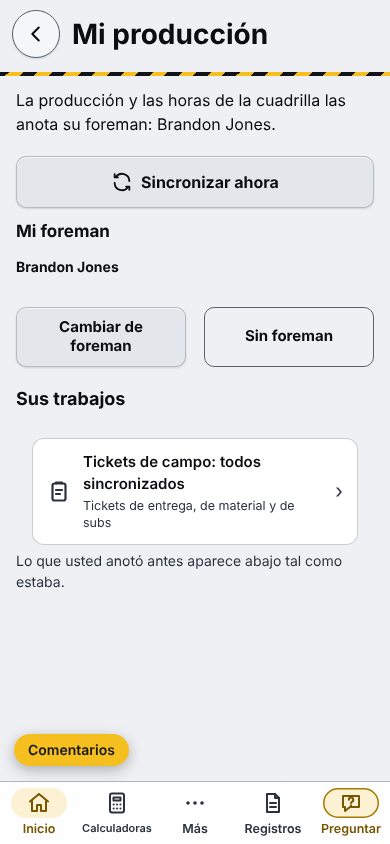 Mi producción
La producción y las horas de la cuadrilla las
anota su foreman: Brandon Jones.
Sincronizar ahora
Mi foreman
Brandon Jones
Cambiar de
foreman
Sin foreman
Sus trabajos
Tickets de campo: todos
sincronizados
Tickets de entrega, de material y de
subs
Lo que usted anotó antes aparece abajo tal como
estaba.
Comentarios
Inicio
Calculadoras
Más
Registros
Preguntar